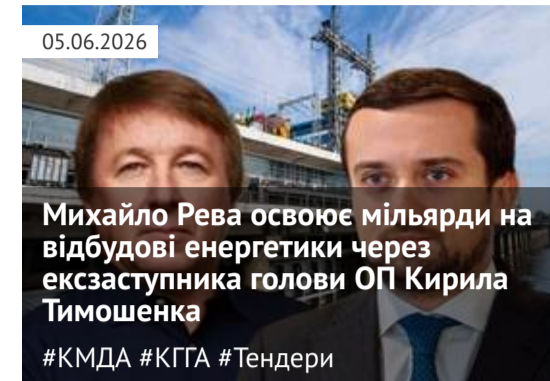 05.06.2026
Михайло Рева освоює мільярди на
відбудові енергетики через
ексзаступника голови ОП Кирила
Тимошенка
#КМДА #КГГА #Тендери